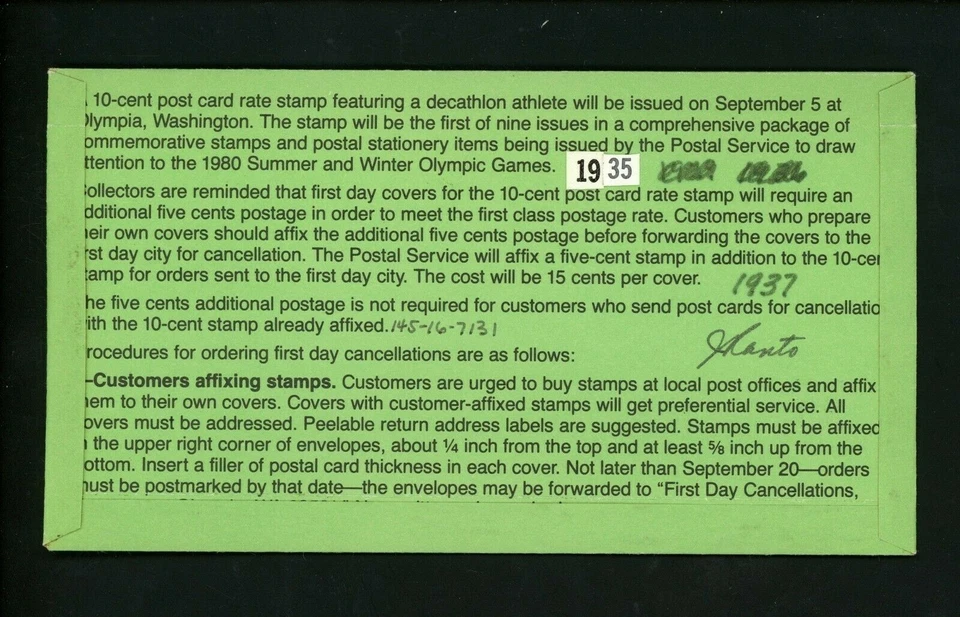 10-cent post card rate stamp featuring a decathlon athlete will be issued on September 5 at
Olympia, Washington. The stamp will be the first of nine issues in a comprehensive package of
ommemorative stamps and postal stationery items being issued by the Postal Service to draw
ttention to the 1980 Summer and Winter Olympic Games. 19 35
ollectors are reminded that first day covers for the 10-cent post card rate stamp will require an
dditional five cents postage in order to meet the first class postage rate. Customers who prepare
eir own covers should affix the additional five cents postage before forwarding the covers to the
rst day city for cancellation. The Postal Service will affix a five-cent stamp in addition to the 10-cen
tamp for orders sent to the first day city. The cost will be 15 cents per cover. 1937
he five cents additional postage is not required for customers who send post cards for cancellatio
ith the 10-cent stamp already affixed. 145-16-7131
rocedures for ordering first day cancellations are as follows:
—Customers affixing stamps. Customers are urged to buy stamps at local post offices and affix
em to their own covers. Covers with customer-affixed stamps will get preferential service. All
overs must be addressed. Peelable return address labels are suggested. Stamps must be affixed
the upper right corner of envelopes, about ¼ inch from the top and at least ⅝ inch up from the
ottom. Insert a filler of postal card thickness in each cover. Not later than September 20—orders
ust be postmarked by that date—the envelopes may be forwarded to “First Day Cancellations,